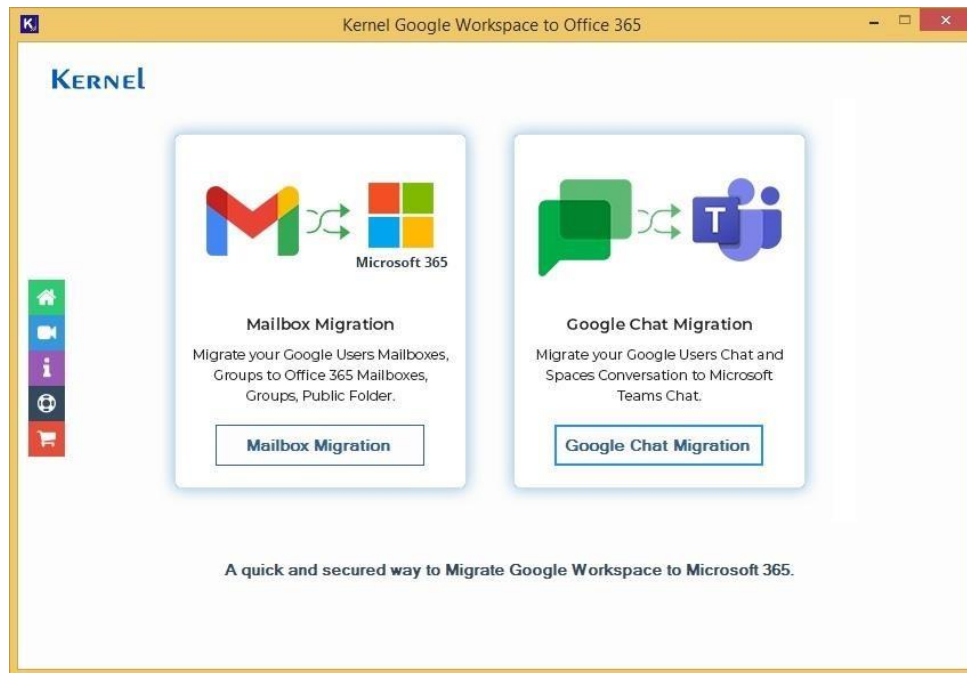 Kernel Google Workspace to Office 365
KERNEL
Microsoft 365
Mailbox Migration
Migrate your Google Users Mailboxes,
Groups to Office 365 Mailboxes,
Groups, Public Folder.
Mailbox Migration
T
Google Chat Migration
Migrate your Google Users Chat and
Spaces Conversation to Microsoft
Teams Chat.
Google Chat Migration
A quick and secured way to Migrate Google Workspace to Microsoft 365.